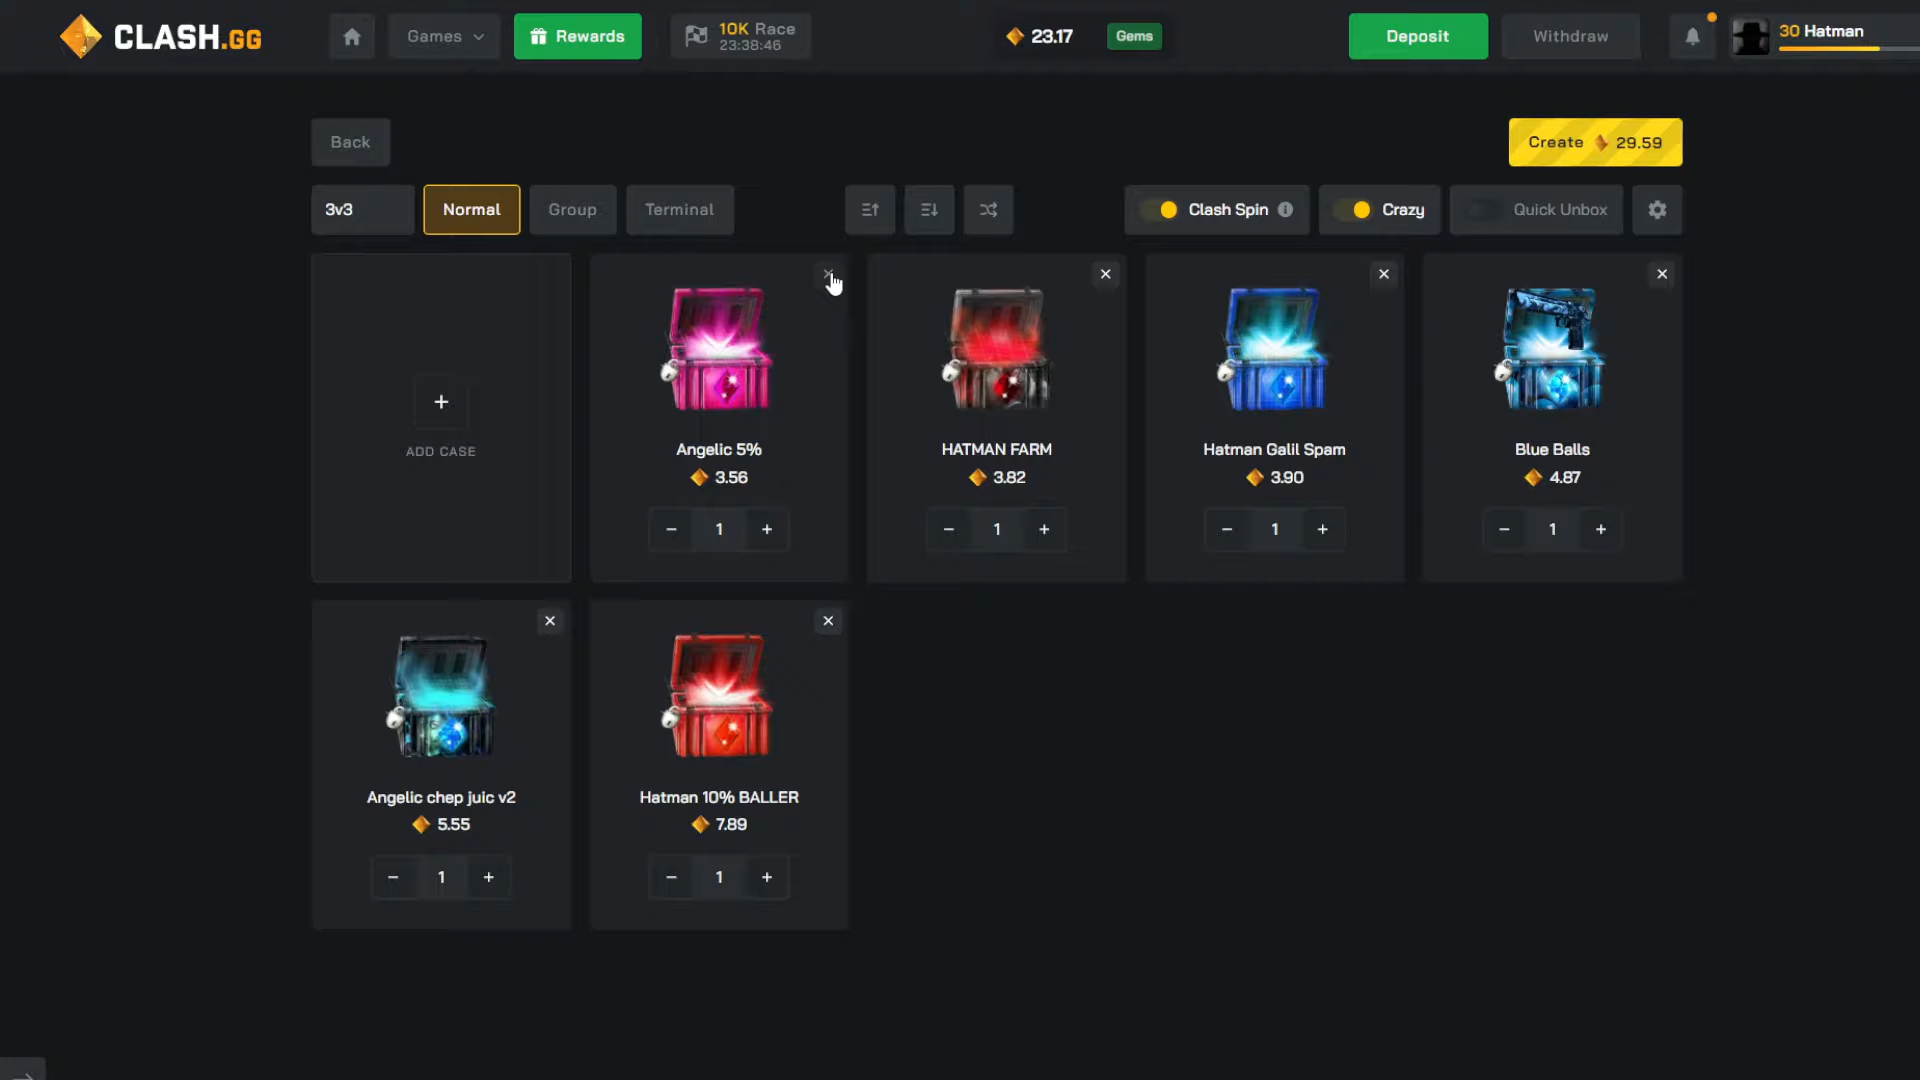 CLASH.GG
Games
Rewards
10K Race
23:38:46
23.17
Gems
Deposit
Withdraw
30 Hatman
Back
Create 29.59
3v3
Normal
Group
Terminal
Clash Spin
Crazy
Quick Unbox
+
ADD CASE
Angelic 5%
3.56
− 1 +
HATMAN FARM
3.82
− 1 +
Hatman Galil Spam
3.90
− 1 +
Blue Balls
4.87
− 1 +
Angelic chep juic v2
5.55
− 1 +
Hatman 10% BALLER
7.89
− 1 +